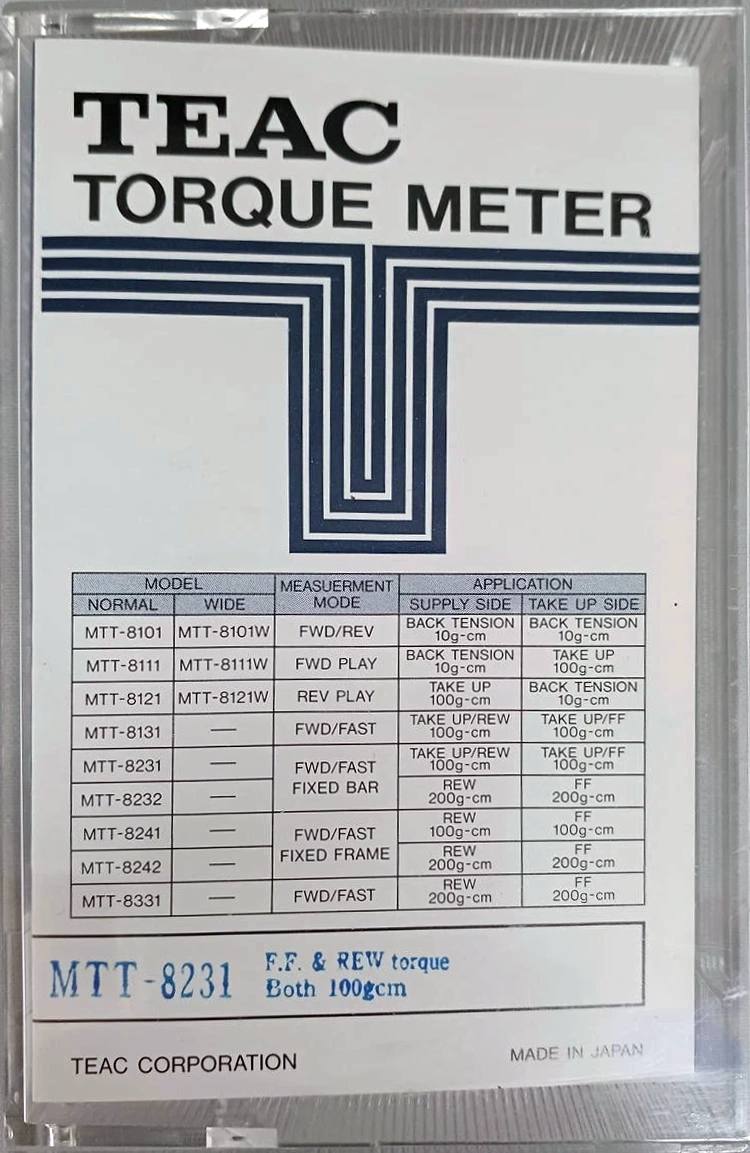 TEAC
TORQUE METER
MODEL MEASUERMENT MODE APPLICATION
NORMAL WIDE SUPPLY SIDE TAKE UP SIDE
MTT-8101 MTT-8101W FWD/REV BACK TENSION 10g-cm BACK TENSION 10g-cm
MTT-8111 MTT-8111W FWD PLAY BACK TENSION 10g-cm TAKE UP 100g-cm
MTT-8121 MTT-8121W REV PLAY TAKE UP 100g-cm BACK TENSION 10g-cm
MTT-8131 — FWD/FAST TAKE UP/REW 100g-cm TAKE UP/FF 100g-cm
MTT-8231 — FWD/FAST FIXED BAR TAKE UP/REW 100g-cm TAKE UP/FF 100g-cm
MTT-8232 — REW 200g-cm FF 200g-cm
MTT-8241 — FWD/FAST FIXED FRAME REW 100g-cm FF 100g-cm
MTT-8242 — REW 200g-cm FF 200g-cm
MTT-8331 — FWD/FAST REW 200g-cm FF 200g-cm
MTT-8231 F.F. & REW torque
Both 100gcm
TEAC CORPORATION MADE IN JAPAN